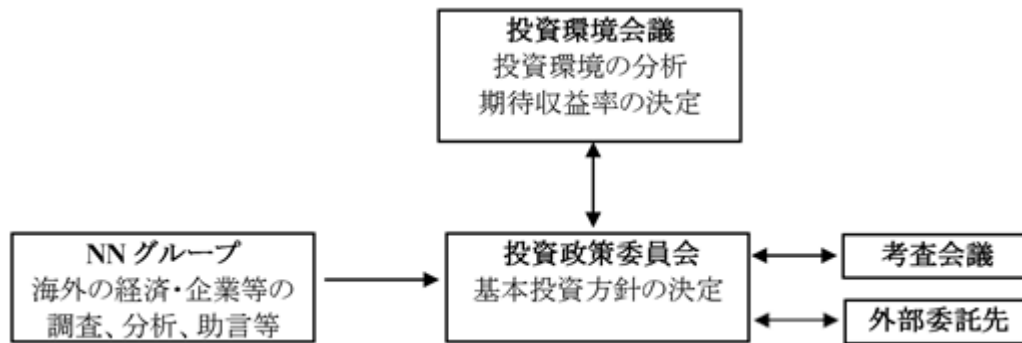 投資環境会議
投資環境の分析
期待収益率の決定
NN グループ
海外の経済・企業等の
調査、分析、助言等
投資政策委員会
基本投資方針の決定
考査会議
外部委託先